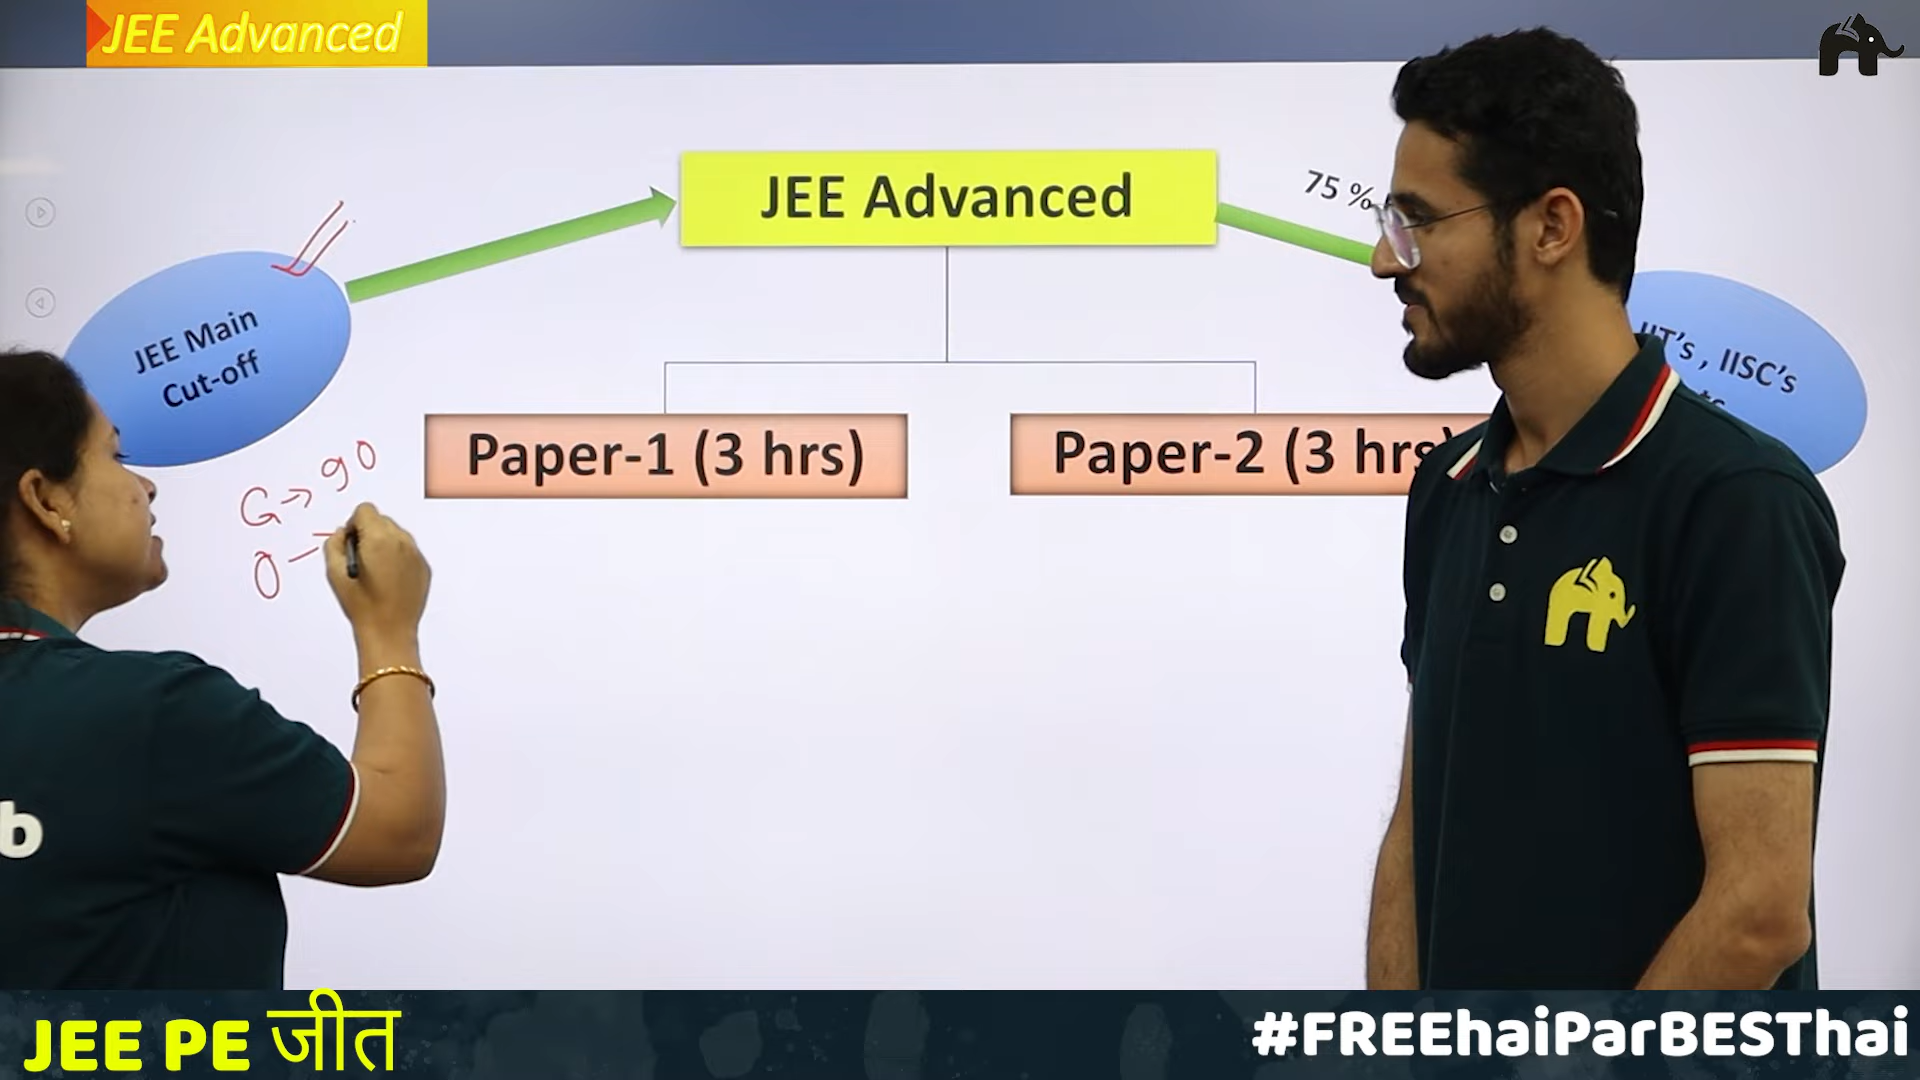 JEE Advanced
JEE Advanced
75 %
JEE Main
Cut-off
IIT's , IISC's
Paper-1 (3 hrs)
Paper-2 (3 hrs)
G → 90
O →
b
JEE PE जीत
#FREEhaiParBESThai